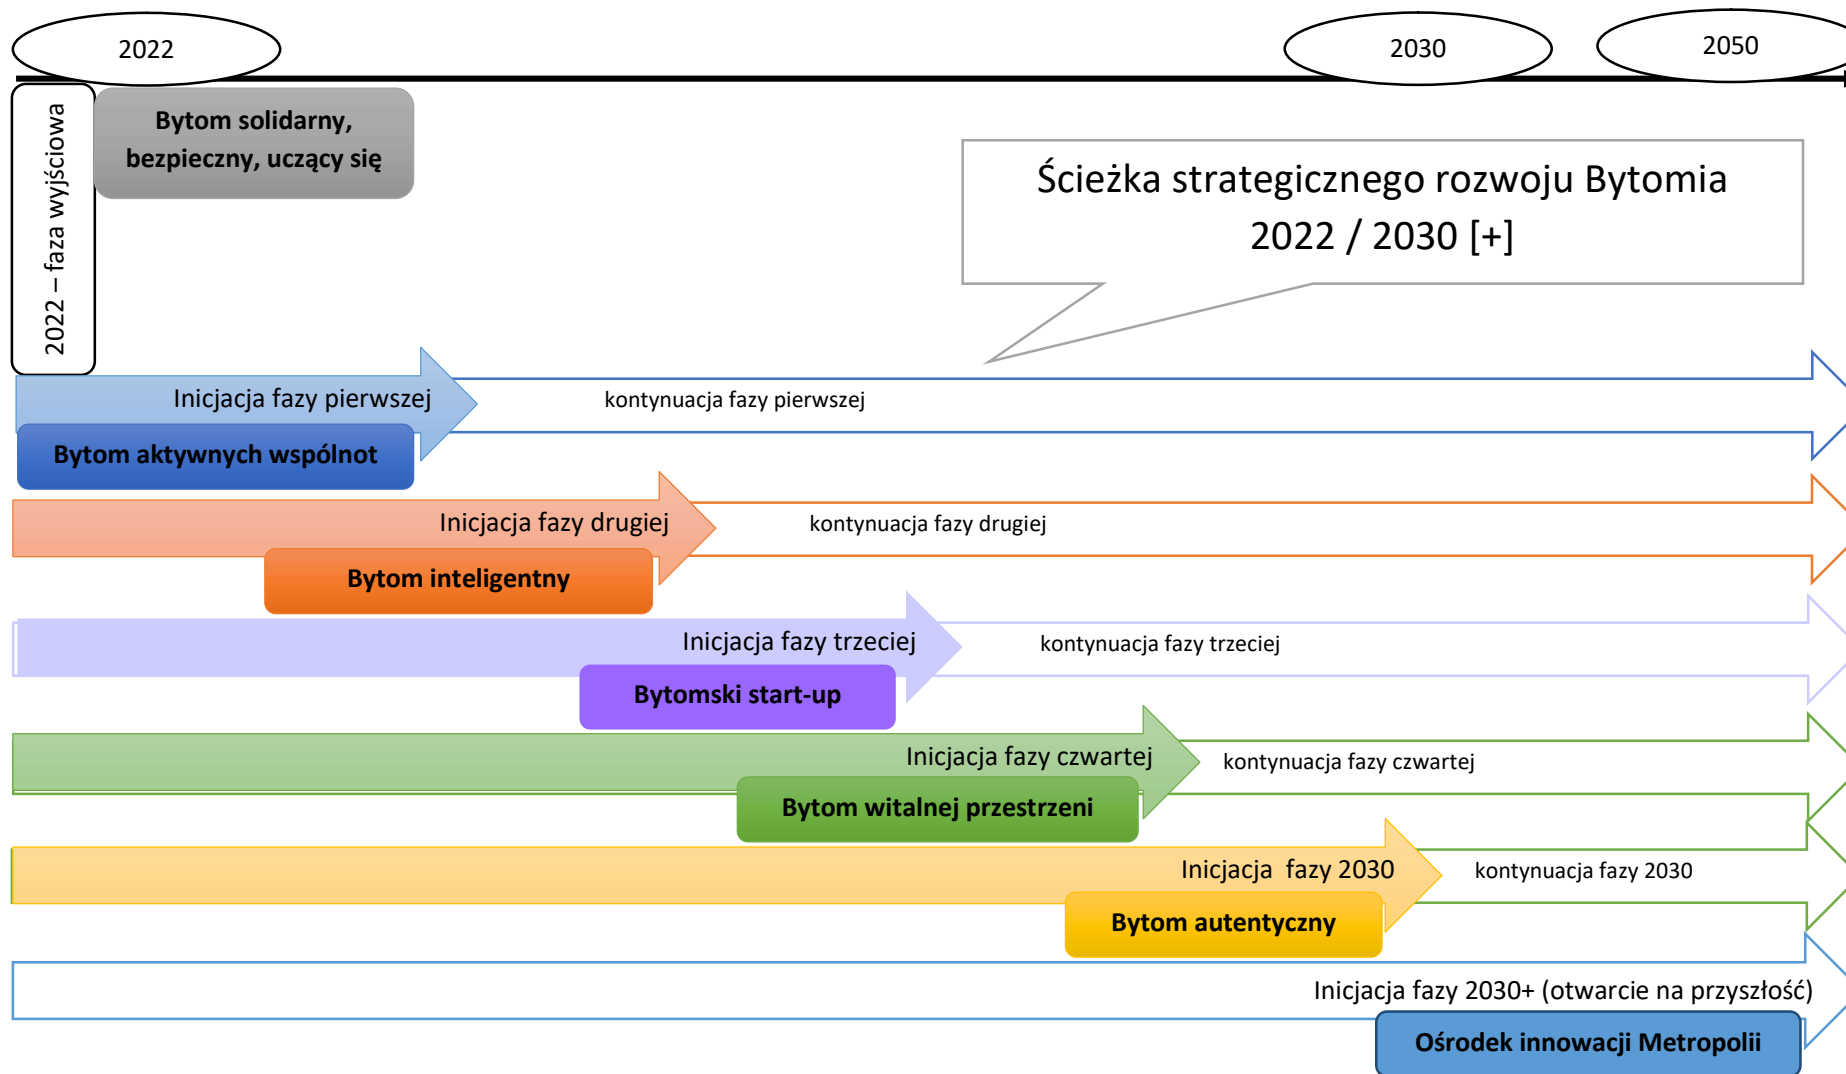 2022
2030
2050
2022 – faza wyjściowa
Bytom solidarny,
bezpieczny, uczący się
Ścieżka strategicznego rozwoju Bytomia
2022 / 2030 [+]
Inicjacja fazy pierwszej
kontynuacja fazy pierwszej
Bytom aktywnych wspólnot
Inicjacja fazy drugiej
kontynuacja fazy drugiej
Bytom inteligentny
Inicjacja fazy trzeciej
kontynuacja fazy trzeciej
Bytomski start-up
Inicjacja fazy czwartej
kontynuacja fazy czwartej
Bytom witalnej przestrzeni
Inicjacja  fazy 2030
kontynuacja fazy 2030
Bytom autentyczny
Inicjacja fazy 2030+ (otwarcie na przyszłość)
Ośrodek innowacji Metropolii